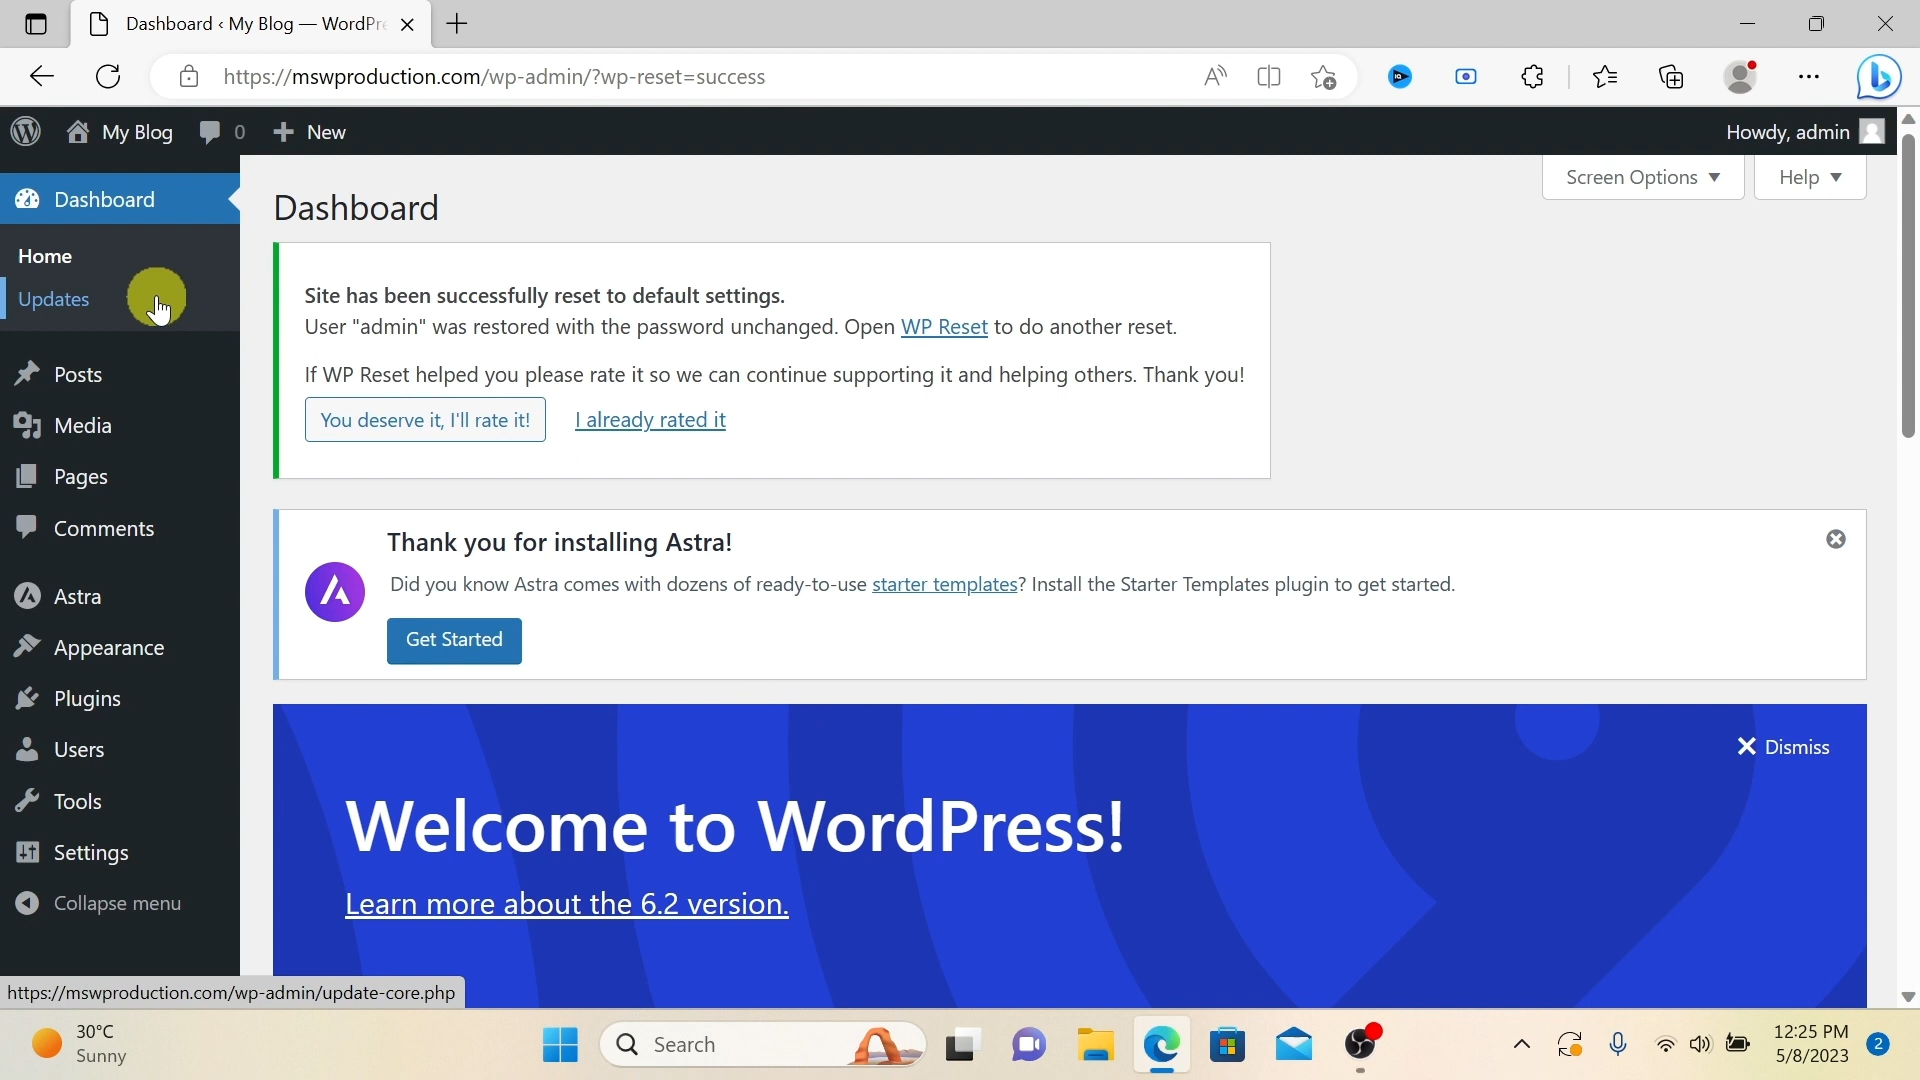 Dashboard ‹ My Blog — WordPre
https://mswproduction.com/wp-admin/?wp-reset=success
My Blog 0 New
Howdy, admin
Screen Options Help
Dashboard
Home
Updates
Posts
Media
Pages
Comments
Astra
Appearance
Plugins
Users
Tools
Settings
Collapse menu
Dashboard
Site has been successfully reset to default settings.
User "admin" was restored with the password unchanged. Open WP Reset to do another reset.
If WP Reset helped you please rate it so we can continue supporting it and helping others. Thank you!
You deserve it, I'll rate it! I already rated it
Thank you for installing Astra!
Did you know Astra comes with dozens of ready-to-use starter templates? Install the Starter Templates plugin to get started.
Get Started
Dismiss
Welcome to WordPress!
Learn more about the 6.2 version.
https://mswproduction.com/wp-admin/update-core.php
30°C
Sunny
Search
12:25 PM
5/8/2023
2